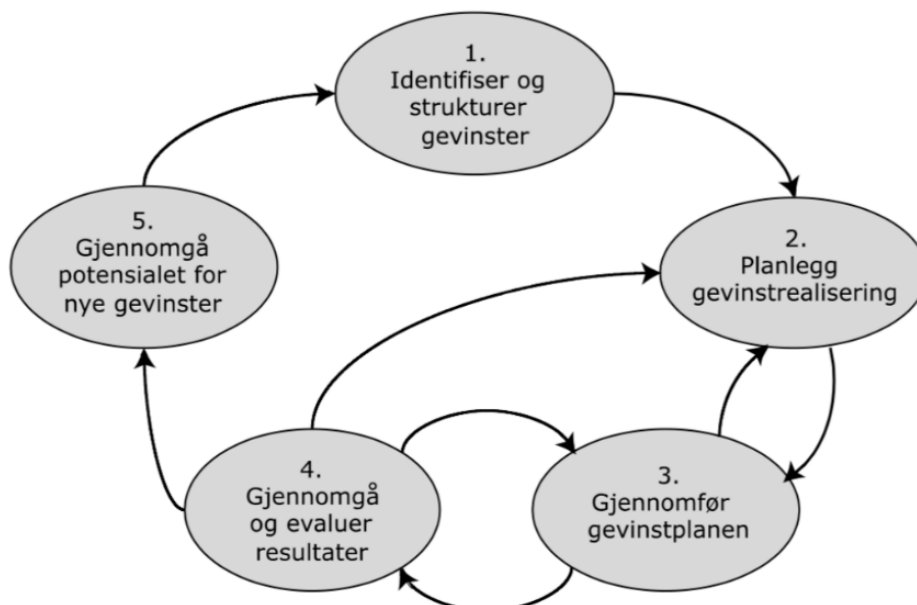 1.
Identifiser og
strukturer
gevinster
2.
Planlegg
gevinstrealisering
3.
Gjennomfør
gevinstplanen
4.
Gjennomgå
og evaluer
resultater
5.
Gjennomgå
potensialet for
nye gevinster